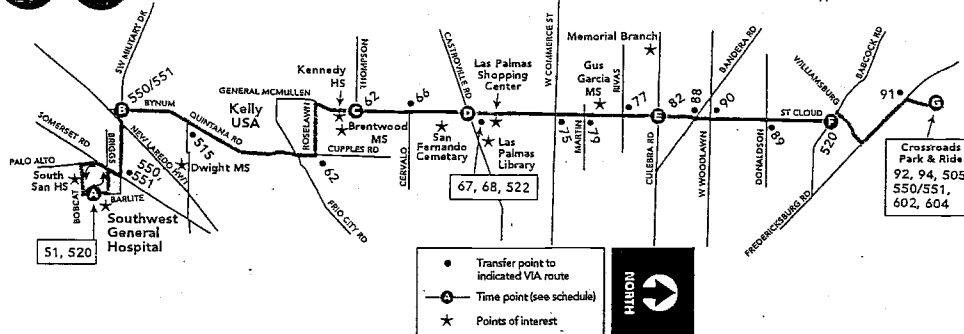 SW MILITARY DR
550/551
BYNUM
SOMERSET RD
NEW LAREDO HWY
QUINTANA RD
515
Dwight MS
PALO ALTO
South
San HS
BOBCAT
BRIGGS
550,
551
BARLITE
A
B
Southwest
General
Hospital
51, 520
Kelly
USA
GENERAL MCMULLEN
ROSELAWN
Kennedy
HS
THOMPSON
C
62
Brentwood
MS
CUPPLES RD
62
FRIO CITY RD
66
CERVALO
San
Fernando
Cemetary
CASTROVILLE RD
D
Las Palmas
Shopping
Center
Las
Palmas
Library
67, 68, 522
W COMMERCE ST
75
MARTIN
79
Memorial Branch
Gus
Garcia
MS
RIVAS
77
E
CULEBRA RD
82
88
BANDERA RD
90
W WOODLAWN
DONALDSON
89
ST CLOUD
F
520
WILLIAMSBURG
BABCOCK RD
FREDERICKSBURG RD
91
G
Crossroads
Park & Ride
92, 94, 505,
550/551,
602, 604
Transfer point to
indicated VIA route
A Time point (see schedule)
Points of interest
NORTH